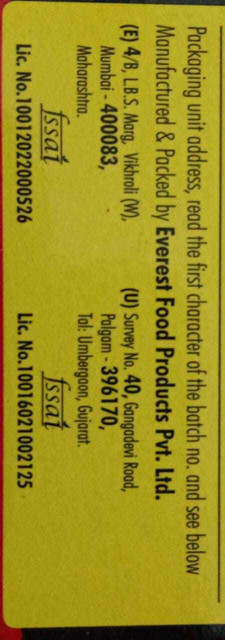 Packaging unit address, read the first character of the batch no. and see below
Manufactured & Packed by Everest Food Products Pvt. Ltd.
(E) 4/B, L.B.S. Marg, Vikhroli (W),
Mumbai - 400083,
Maharashtra.
fssai
Lic. No.10012022000526
(U) Survey No. 40, Gangadevi Road,
Palgam - 396170,
Tal: Umbergaon, Gujarat.
fssai
Lic. No.10016021002125